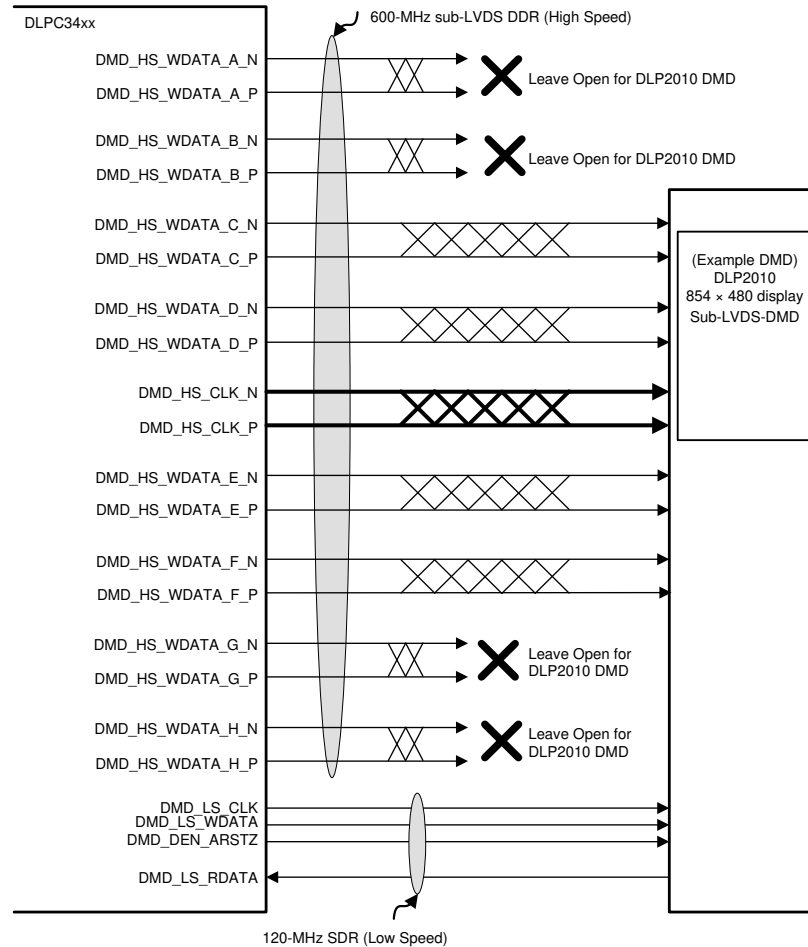 600-MHz sub-LVDS DDR (High Speed)
DLPC34xx
DMD_HS_WDATA_A_N
DMD_HS_WDATA_A_P
Leave Open for DLP2010 DMD
DMD_HS_WDATA_B_N
DMD_HS_WDATA_B_P
Leave Open for DLP2010 DMD
DMD_HS_WDATA_C_N
DMD_HS_WDATA_C_P
(Example DMD)
DLP2010
854 × 480 display
Sub-LVDS-DMD
DMD_HS_WDATA_D_N
DMD_HS_WDATA_D_P
DMD_HS_CLK_N
DMD_HS_CLK_P
DMD_HS_WDATA_E_N
DMD_HS_WDATA_E_P
DMD_HS_WDATA_F_N
DMD_HS_WDATA_F_P
DMD_HS_WDATA_G_N
DMD_HS_WDATA_G_P
Leave Open for
DLP2010 DMD
DMD_HS_WDATA_H_N
DMD_HS_WDATA_H_P
Leave Open for
DLP2010 DMD
DMD_LS_CLK
DMD_LS_WDATA
DMD_DEN_ARSTZ
DMD_LS_RDATA
120-MHz SDR (Low Speed)